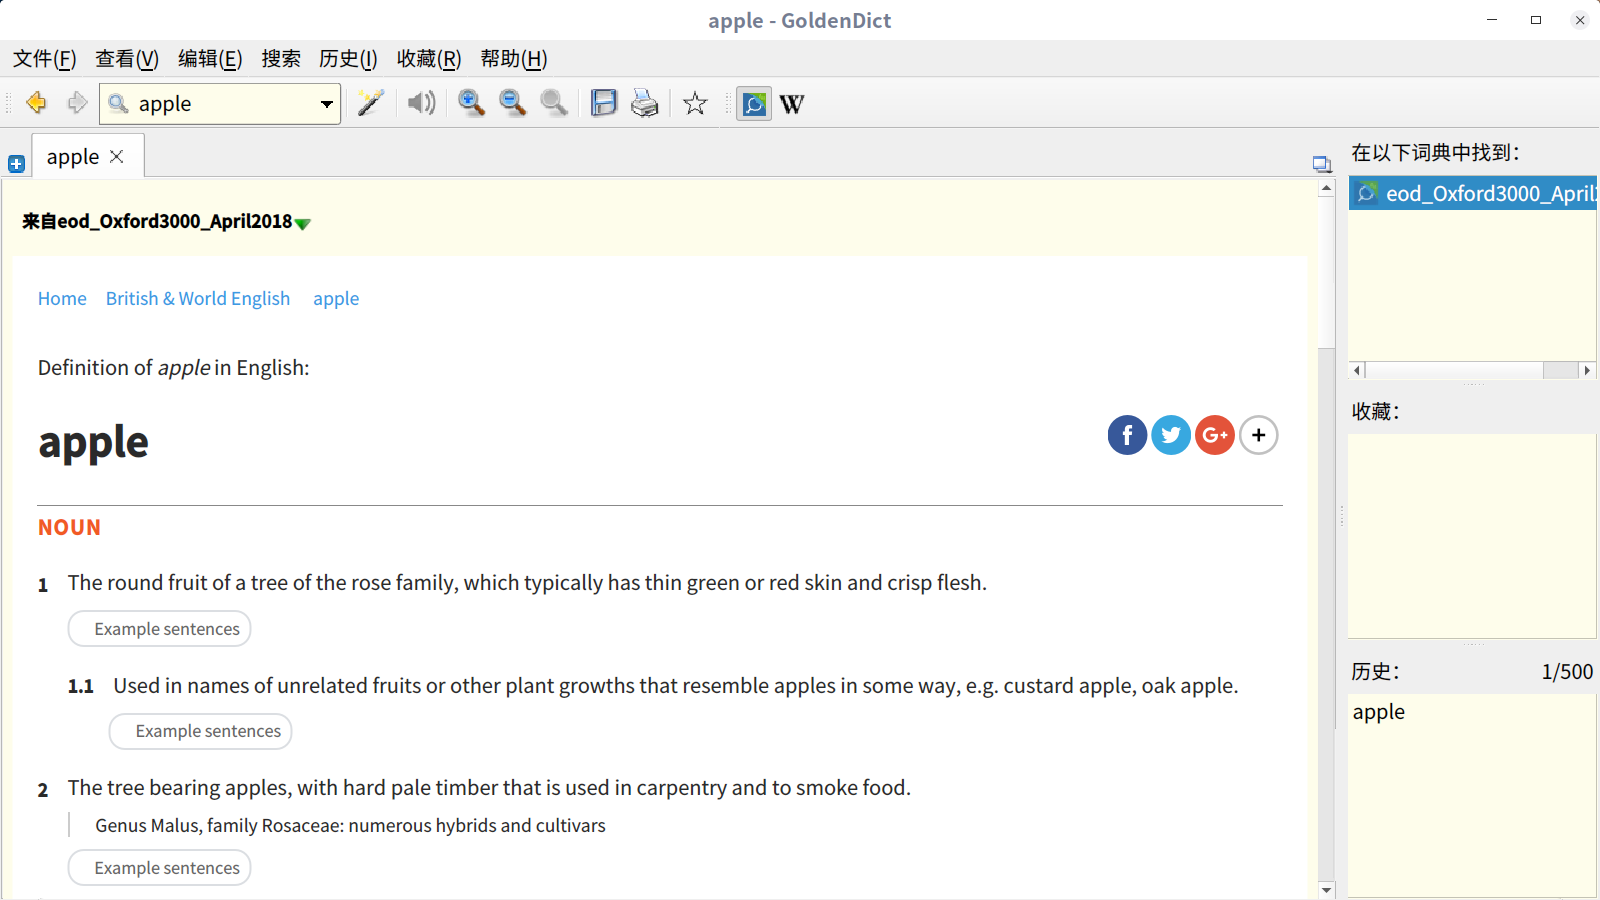 apple - GoldenDict
文件(F) 查看(V) 编辑(E) 搜索 历史(I) 收藏(R) 帮助(H)
apple
W
apple
在以下词典中找到：
eod_Oxford3000_April
来自eod_Oxford3000_April2018
Home British & World English apple
Definition of apple in English:
apple
f G+ +
NOUN
1 The round fruit of a tree of the rose family, which typically has thin green or red skin and crisp flesh.
Example sentences
1.1 Used in names of unrelated fruits or other plant growths that resemble apples in some way, e.g. custard apple, oak apple.
Example sentences
2 The tree bearing apples, with hard pale timber that is used in carpentry and to smoke food.
Genus Malus, family Rosaceae: numerous hybrids and cultivars
Example sentences
收藏：
历史： 1/500
apple